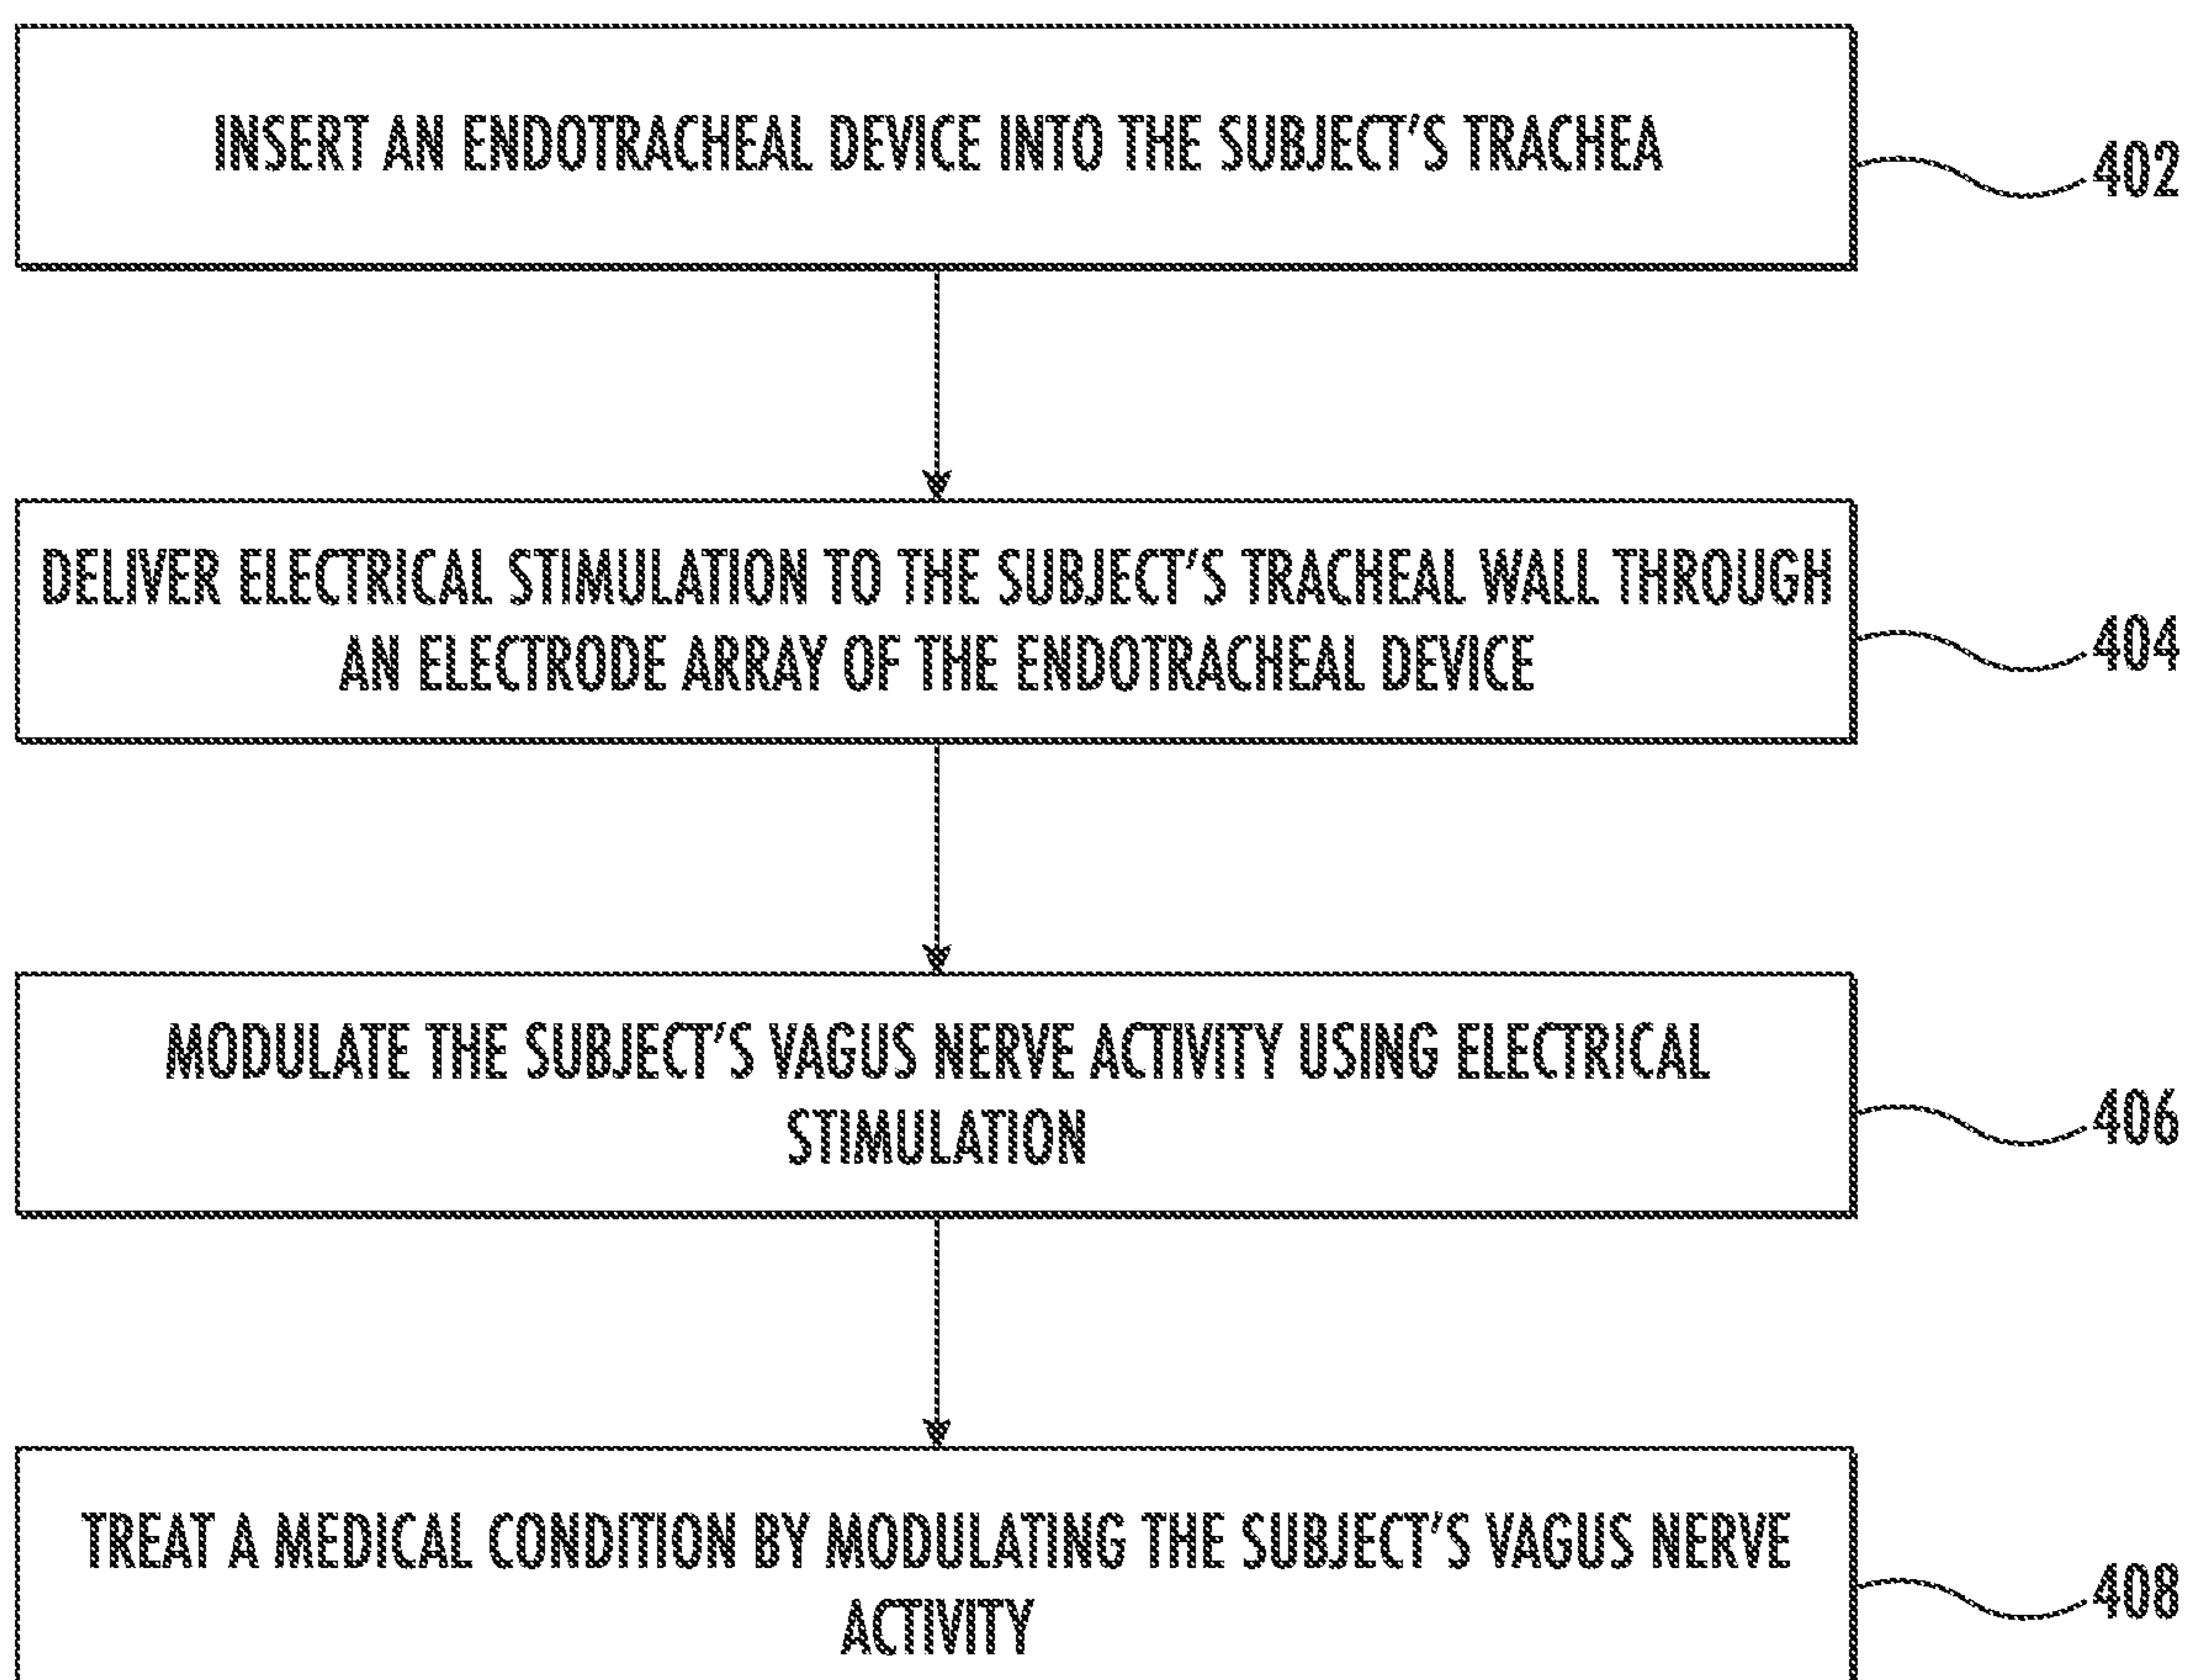 INSERT AN ENDOTRACHEAL DEVICE INTO THE SUBJECT'S TRACHEA
402
DELIVER ELECTRICAL STIMULATION TO THE SUBJECT'S TRACHEAL WALL THROUGH
AN ELECTRODE ARRAY OF THE ENDOTRACHEAL DEVICE
404
MODULATE THE SUBJECT'S VAGUS NERVE ACTIVITY USING ELECTRICAL
STIMULATION
406
TREAT A MEDICAL CONDITION BY MODULATING THE SUBJECT'S VAGUS NERVE
ACTIVITY
408